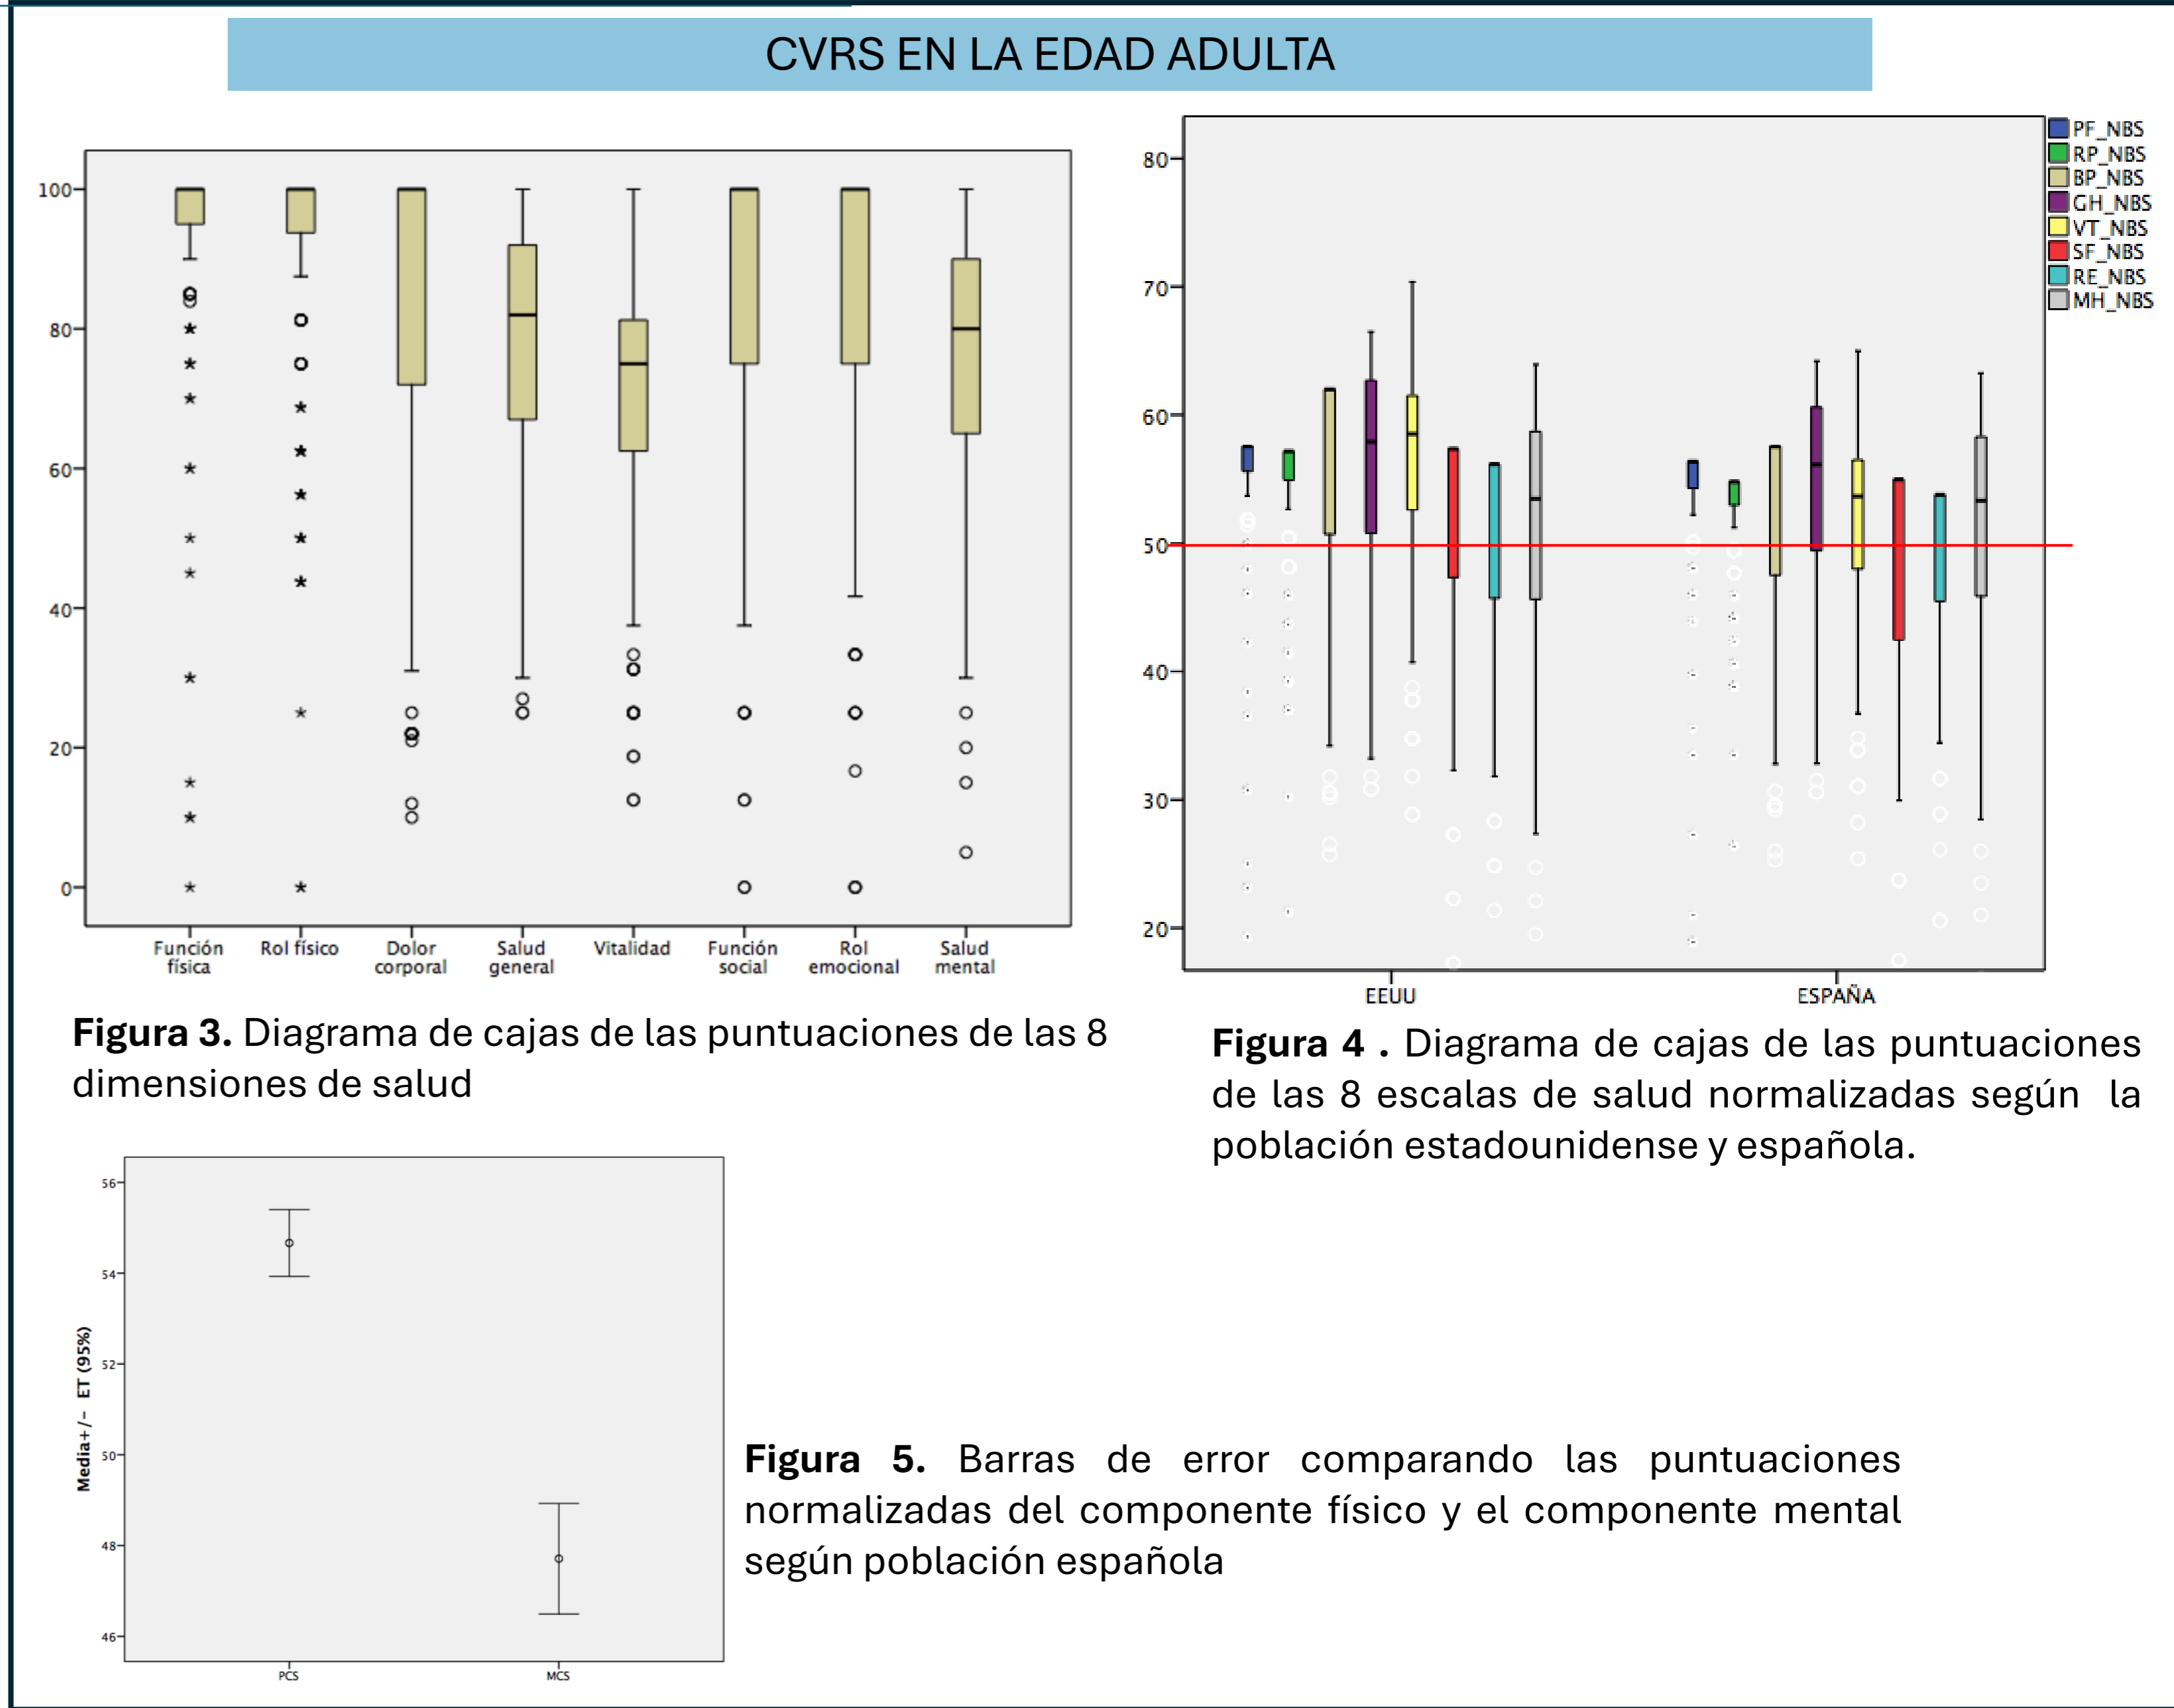 CVRS EN LA EDAD ADULTA
100
80
60
40
20
0
Función
física
Rol físico
Dolor
corporal
Salud
general
Vitalidad
Función
social
Rol
emocional
Salud
mental
Figura 3. Diagrama de cajas de las puntuaciones de las 8
dimensiones de salud
80
70
60
50
40
30
20
EEUU
ESPAÑA
PF_NBS
RP_NBS
BP_NBS
GH_NBS
VT_NBS
SF_NBS
RE_NBS
MH_NBS
Figura 4 . Diagrama de cajas de las puntuaciones
de las 8 escalas de salud normalizadas según la
población estadounidense y española.
Media+/- ET (95%)
56
54
52
50
48
46
PCS
MCS
Figura 5. Barras de error comparando las puntuaciones
normalizadas del componente físico y el componente mental
según población española